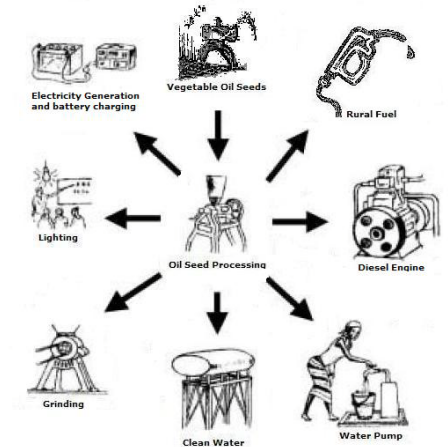 Vegetable Oil Seeds
Electricity Generation
and battery charging
Rural Fuel
Lighting
Oil Seed Processing
Diesel Engine
Grinding
Clean Water
Water Pump